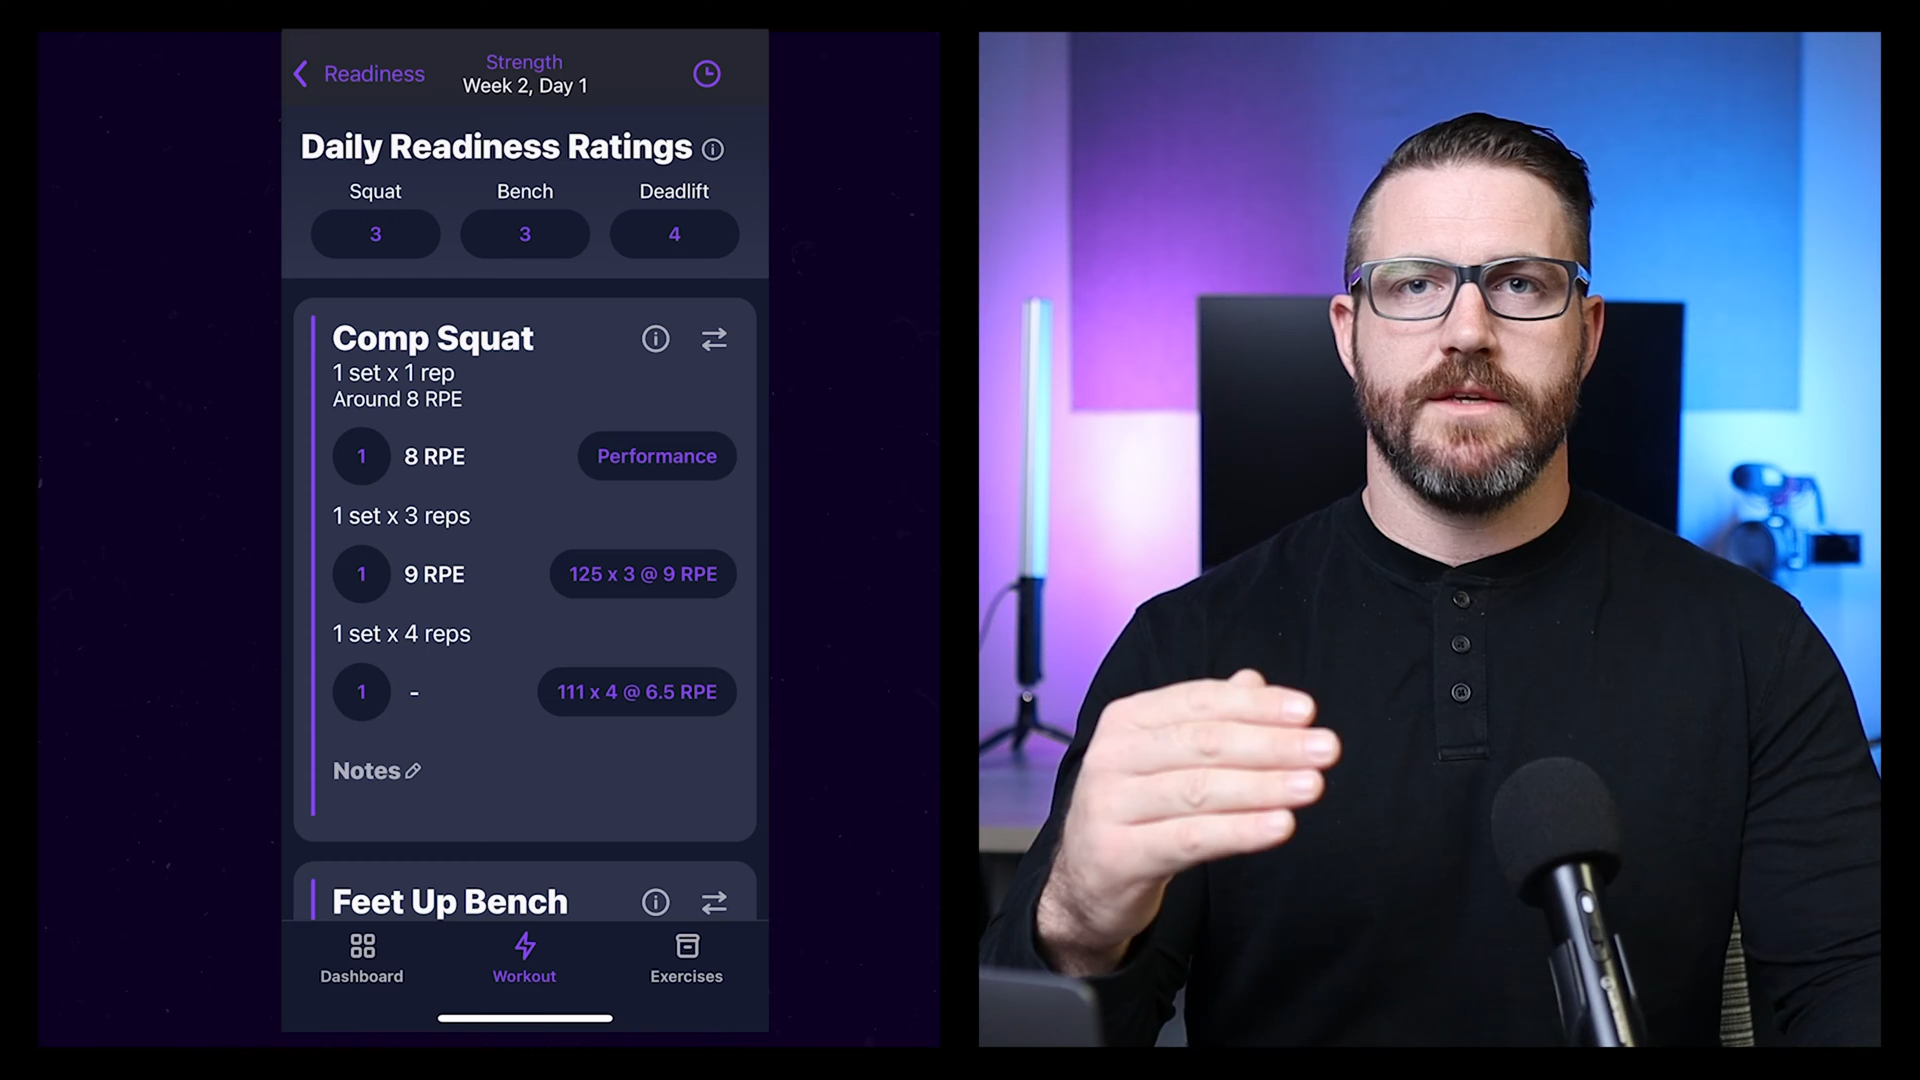 Readiness
Strength
Week 2, Day 1
Daily Readiness Ratings
Squat
Bench
Deadlift
3
3
4
Comp Squat
1 set x 1 rep
Around 8 RPE
1
8 RPE
Performance
1 set x 3 reps
1
9 RPE
125 x 3 @ 9 RPE
1 set x 4 reps
1
-
111 x 4 @ 6.5 RPE
Notes
Feet Up Bench
Dashboard
Workout
Exercises